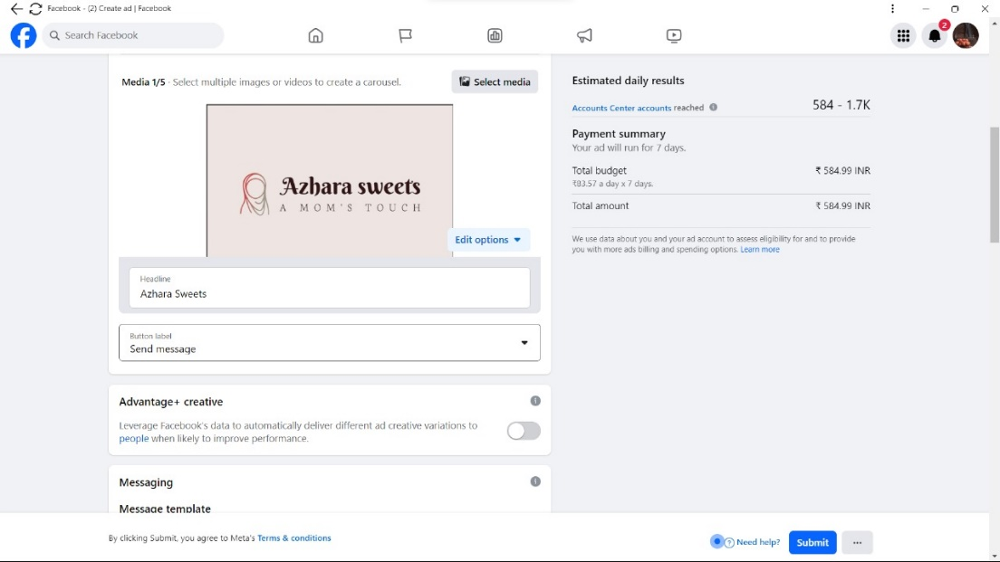 Facebook - (2) Create ad | Facebook
Search Facebook
2
Media 1/5 · Select multiple images or videos to create a carousel.
Select media
Azhara sweets
A MOM'S TOUCH
Edit options
Headline
Azhara Sweets
Button label
Send message
Advantage+ creative
Leverage Facebook's data to automatically deliver different ad creative variations to
people when likely to improve performance.
Messaging
Message template
Estimated daily results
Accounts Center accounts reached
584 - 1.7K
Payment summary
Your ad will run for 7 days.
Total budget
₹ 584.99 INR
₹83.57 a day x 7 days.
Total amount
₹ 584.99 INR
We use data about you and your ad account to assess eligibility for and to provide
you with more ads billing and spending options. Learn more
By clicking Submit, you agree to Meta's Terms & conditions
Need help?
Submit
...